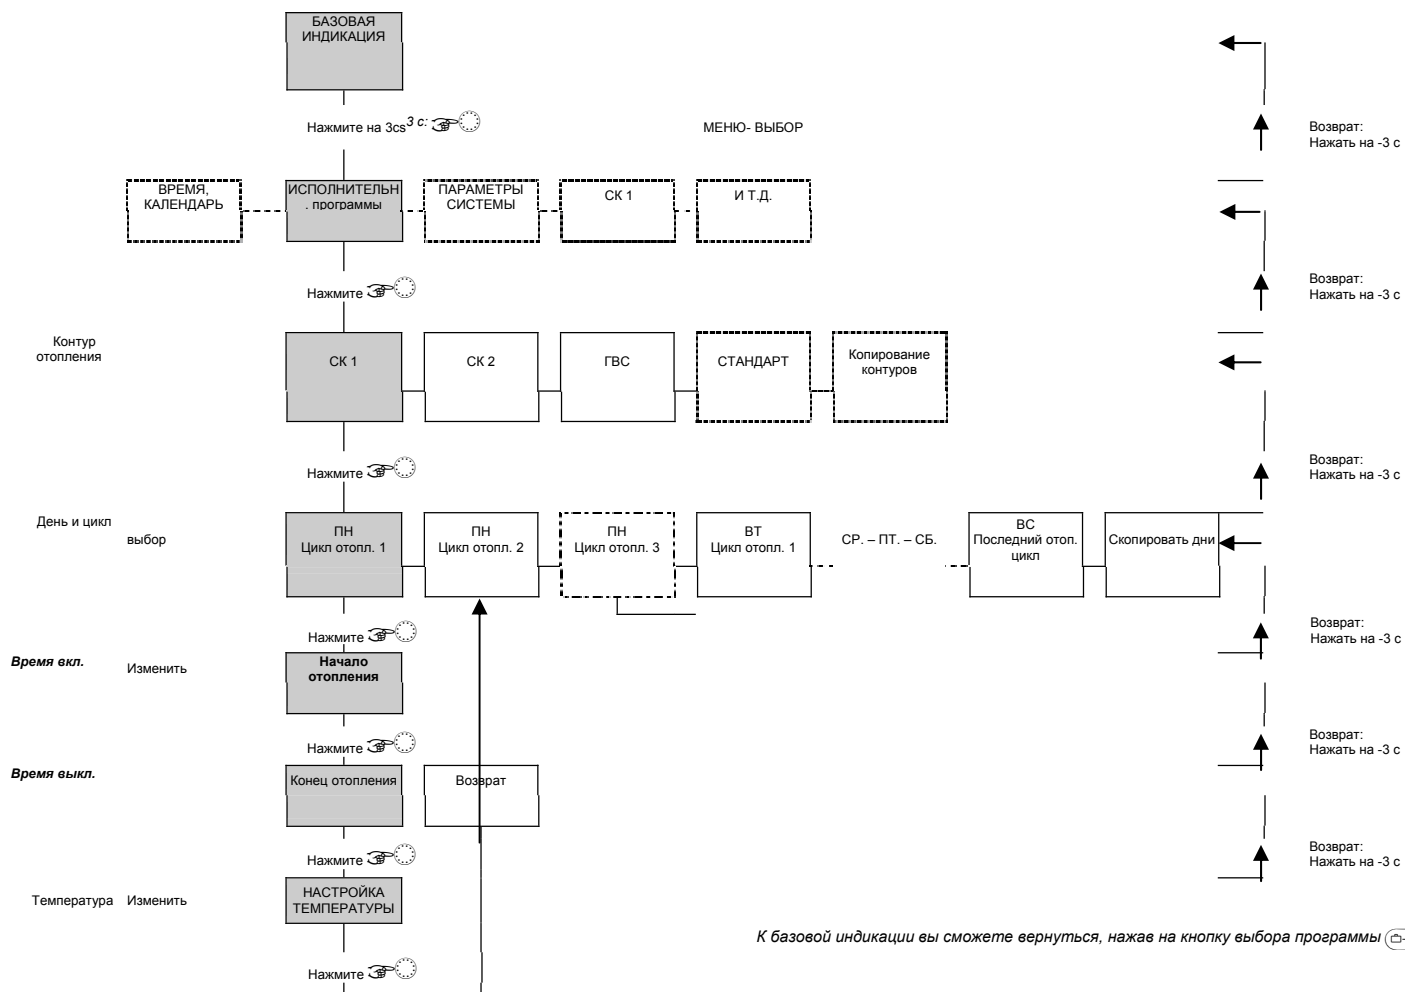 БАЗОВАЯ
ИНДИКАЦИЯ
Нажмите на 3cs 3 с:
МЕНЮ- ВЫБОР
Возврат:
Нажать на -3 с
ВРЕМЯ,
КАЛЕНДАРЬ
ИСПОЛНИТЕЛЬН
. программы
ПАРАМЕТРЫ
СИСТЕМЫ
СК 1
И Т.Д.
Нажмите
Возврат:
Нажать на -3 с
Контур
отопления
СК 1
СК 2
ГВС
СТАНДАРТ
Копирование
контуров
Нажмите
Возврат:
Нажать на -3 с
День и цикл
выбор
ПН
Цикл отопл. 1
ПН
Цикл отопл. 2
ПН
Цикл отопл. 3
ВТ
Цикл отопл. 1
СР. – ПТ. – СБ.
ВС
Последний отоп.
цикл
Скопировать дни
Нажмите
Возврат:
Нажать на -3 с
Время вкл.
Изменить
Начало
отопления
Нажмите
Возврат:
Нажать на -3 с
Время выкл.
Конец отопления
Возврат
Нажмите
Возврат:
Нажать на -3 с
Температура
Изменить
НАСТРОЙКА
ТЕМПЕРАТУРЫ
К базовой индикации вы сможете вернуться, нажав на кнопку выбора программы
Нажмите